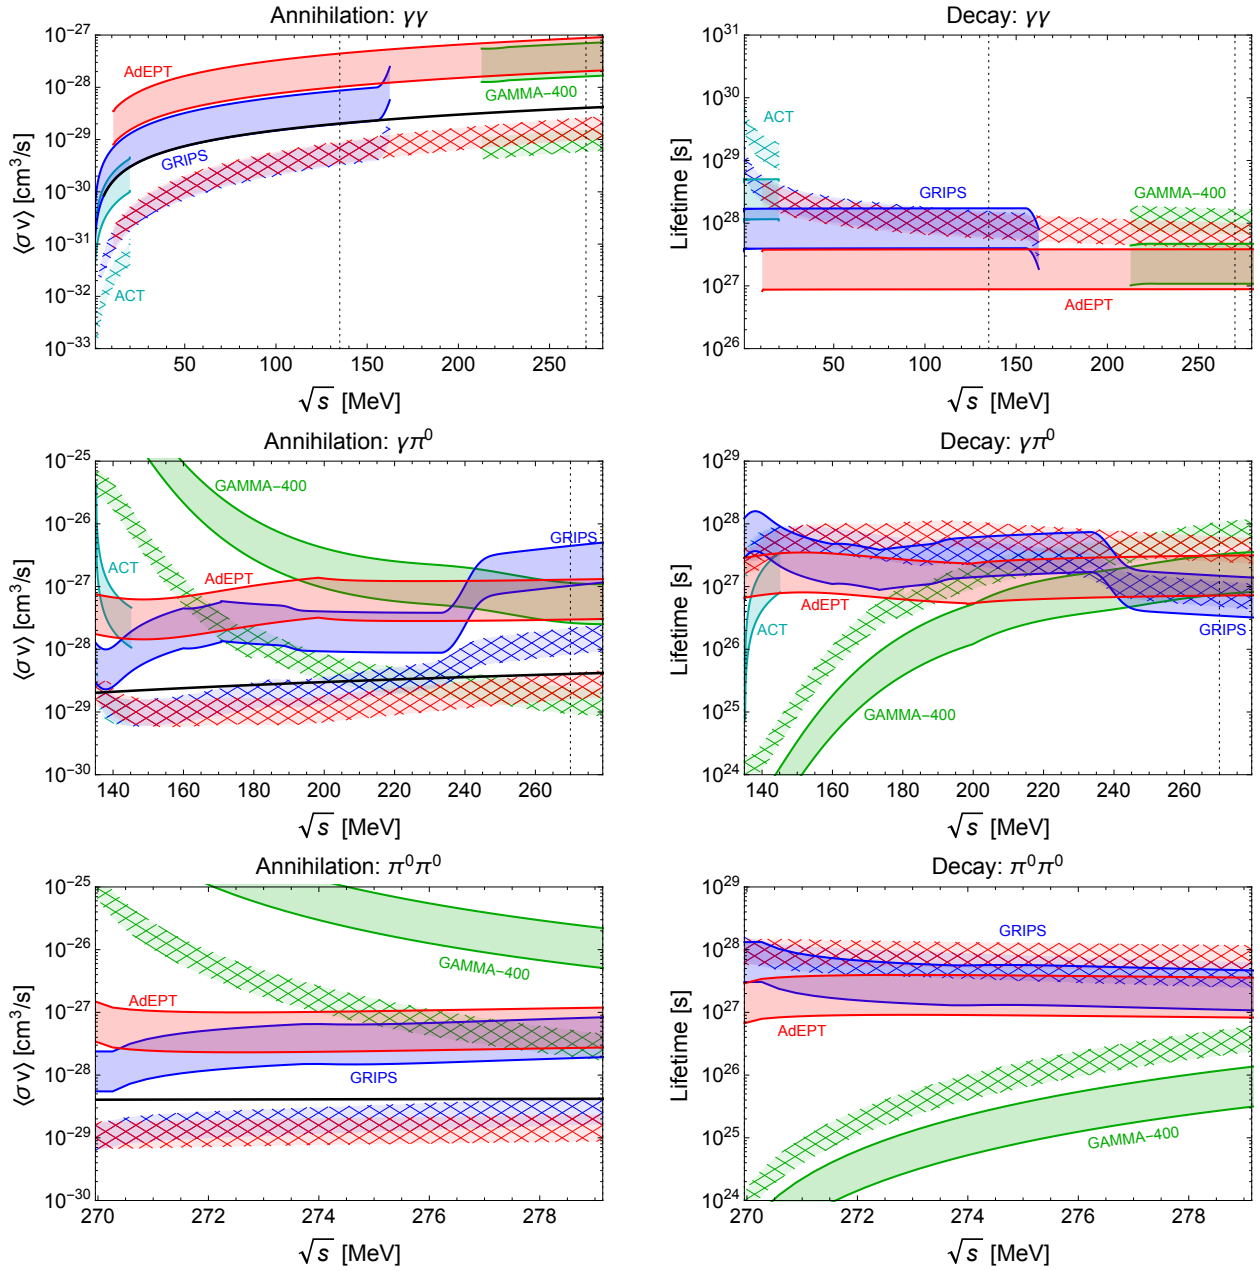 Annihilation: γγ
⟨σv⟩ [cm³/s]
10⁻²⁷
10⁻²⁸
10⁻²⁹
10⁻³⁰
10⁻³¹
10⁻³²
10⁻³³
AdEPT
GAMMA-400
GRIPS
ACT
50 100 150 200 250
√s [MeV]
Decay: γγ
Lifetime [s]
10³¹
10³⁰
10²⁹
10²⁸
10²⁷
10²⁶
ACT
GRIPS
GAMMA-400
AdEPT
50 100 150 200 250
√s [MeV]
Annihilation: γπ⁰
⟨σv⟩ [cm³/s]
10⁻²⁵
10⁻²⁶
10⁻²⁷
10⁻²⁸
10⁻²⁹
10⁻³⁰
GAMMA-400
GRIPS
ACT
AdEPT
140 160 180 200 220 240 260
√s [MeV]
Decay: γπ⁰
Lifetime [s]
10²⁹
10²⁸
10²⁷
10²⁶
10²⁵
10²⁴
AdEPT
ACT
GRIPS
GAMMA-400
140 160 180 200 220 240 260
√s [MeV]
Annihilation: π⁰π⁰
⟨σv⟩ [cm³/s]
10⁻²⁵
10⁻²⁶
10⁻²⁷
10⁻²⁸
10⁻²⁹
10⁻³⁰
GAMMA-400
AdEPT
GRIPS
270 272 274 276 278
√s [MeV]
Decay: π⁰π⁰
Lifetime [s]
10²⁹
10²⁸
10²⁷
10²⁶
10²⁵
10²⁴
GRIPS
AdEPT
GAMMA-400
270 272 274 276 278
√s [MeV]